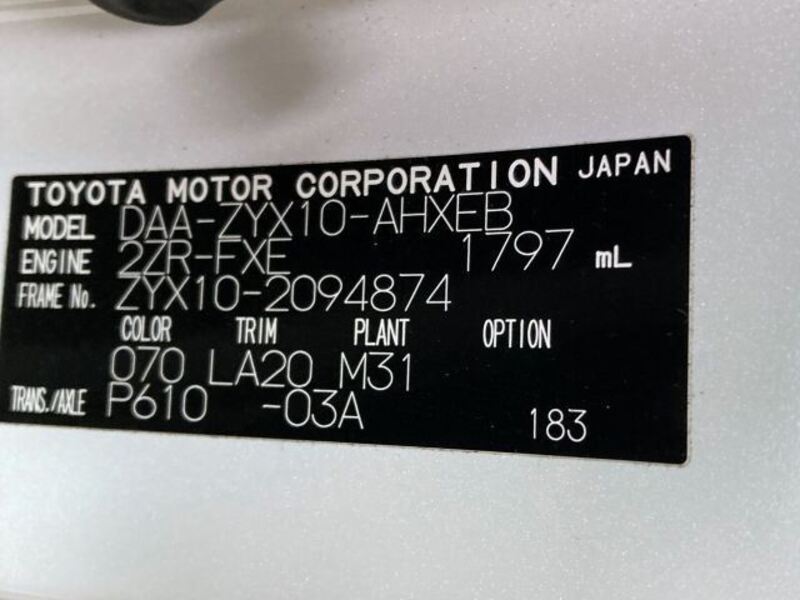 TOYOTA MOTOR CORPORATION JAPAN
MODEL DAA-ZYX10-AHXEB
ENGINE 2ZR-FXE 1797 mL
FRAME No. ZYX10-2094874
COLOR TRIM PLANT OPTION
070 LA20 M31
TRANS./AXLE P610 -03A 183